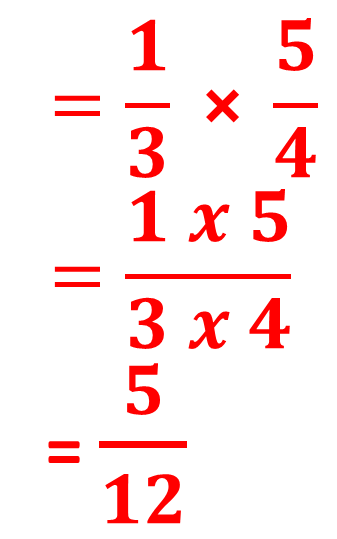 = 1/3 × 5/4
= 1 x 5 / 3 x 4
= 5/12